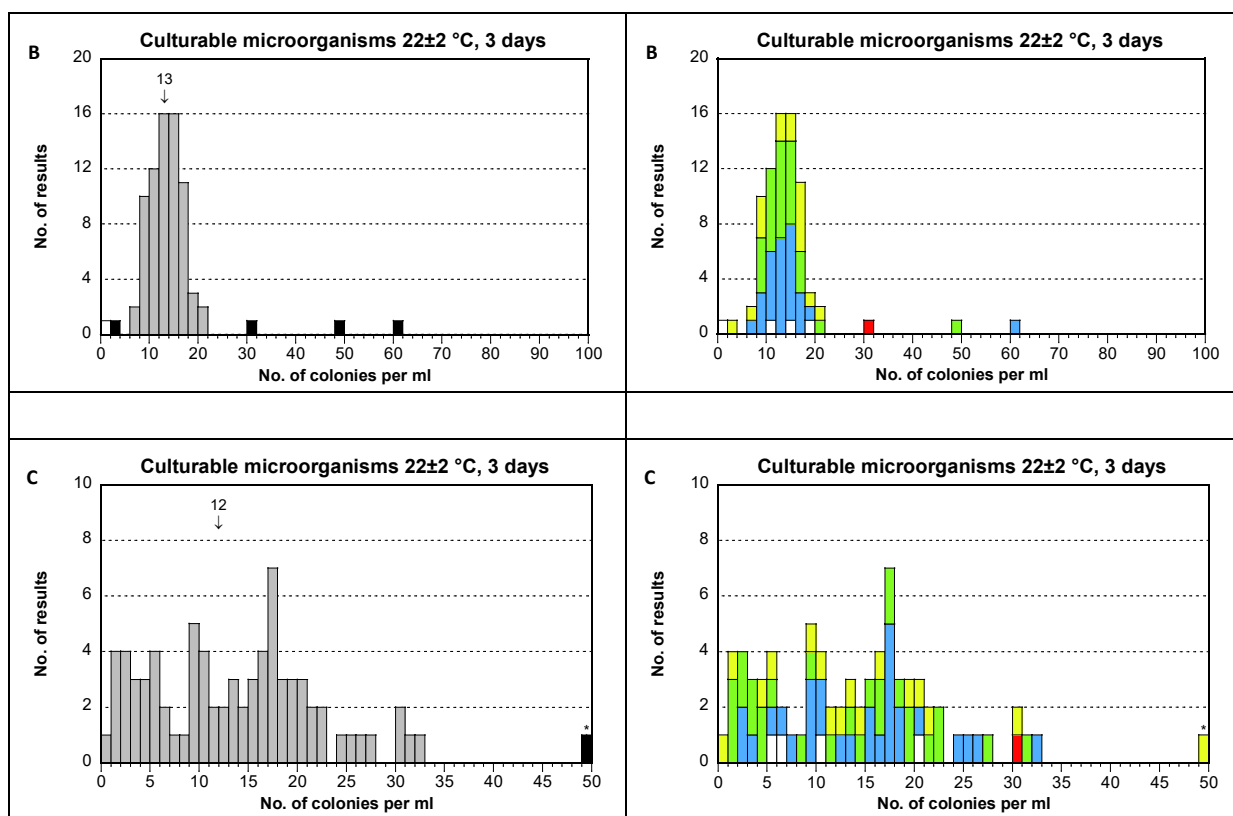 B
Culturable microorganisms 22±2 °C, 3 days
No. of results
20
16
12
8
4
0
13
↓
0 10 20 30 40 50 60 70 80 90 100
No. of colonies per ml
B
Culturable microorganisms 22±2 °C, 3 days
No. of results
20
16
12
8
4
0
0 10 20 30 40 50 60 70 80 90 100
No. of colonies per ml
C
Culturable microorganisms 22±2 °C, 3 days
No. of results
10
8
6
4
2
0
12
↓
*
0 5 10 15 20 25 30 35 40 45 50
No. of colonies per ml
C
Culturable microorganisms 22±2 °C, 3 days
No. of results
10
8
6
4
2
0
*
0 5 10 15 20 25 30 35 40 45 50
No. of colonies per ml